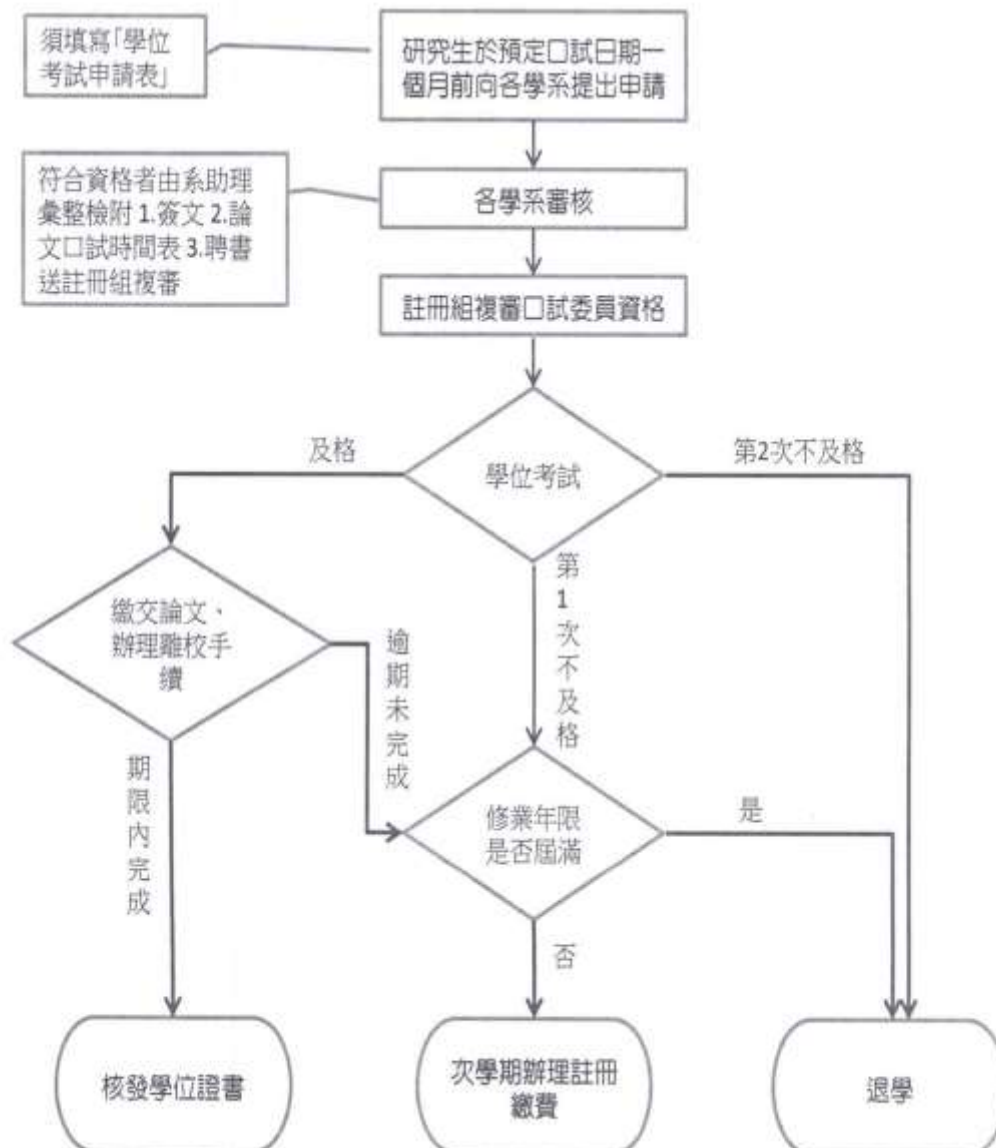 須填寫「學位
考試申請表」
研究生於預定口試日期一
個月前向各學系提出申請
符合資格者由系助理
彙整檢附 1.簽文 2.論
文口試時間表 3.聘書
送註冊組複審
各學系審核
註冊組複審口試委員資格
及格
學位考試
第2次不及格
第1次不及格
繳交論文、
辦理離校手
續
逾期未完成
期限內完成
修業年限
是否屆滿
是
否
核發學位證書
次學期辦理註冊
繳費
退學